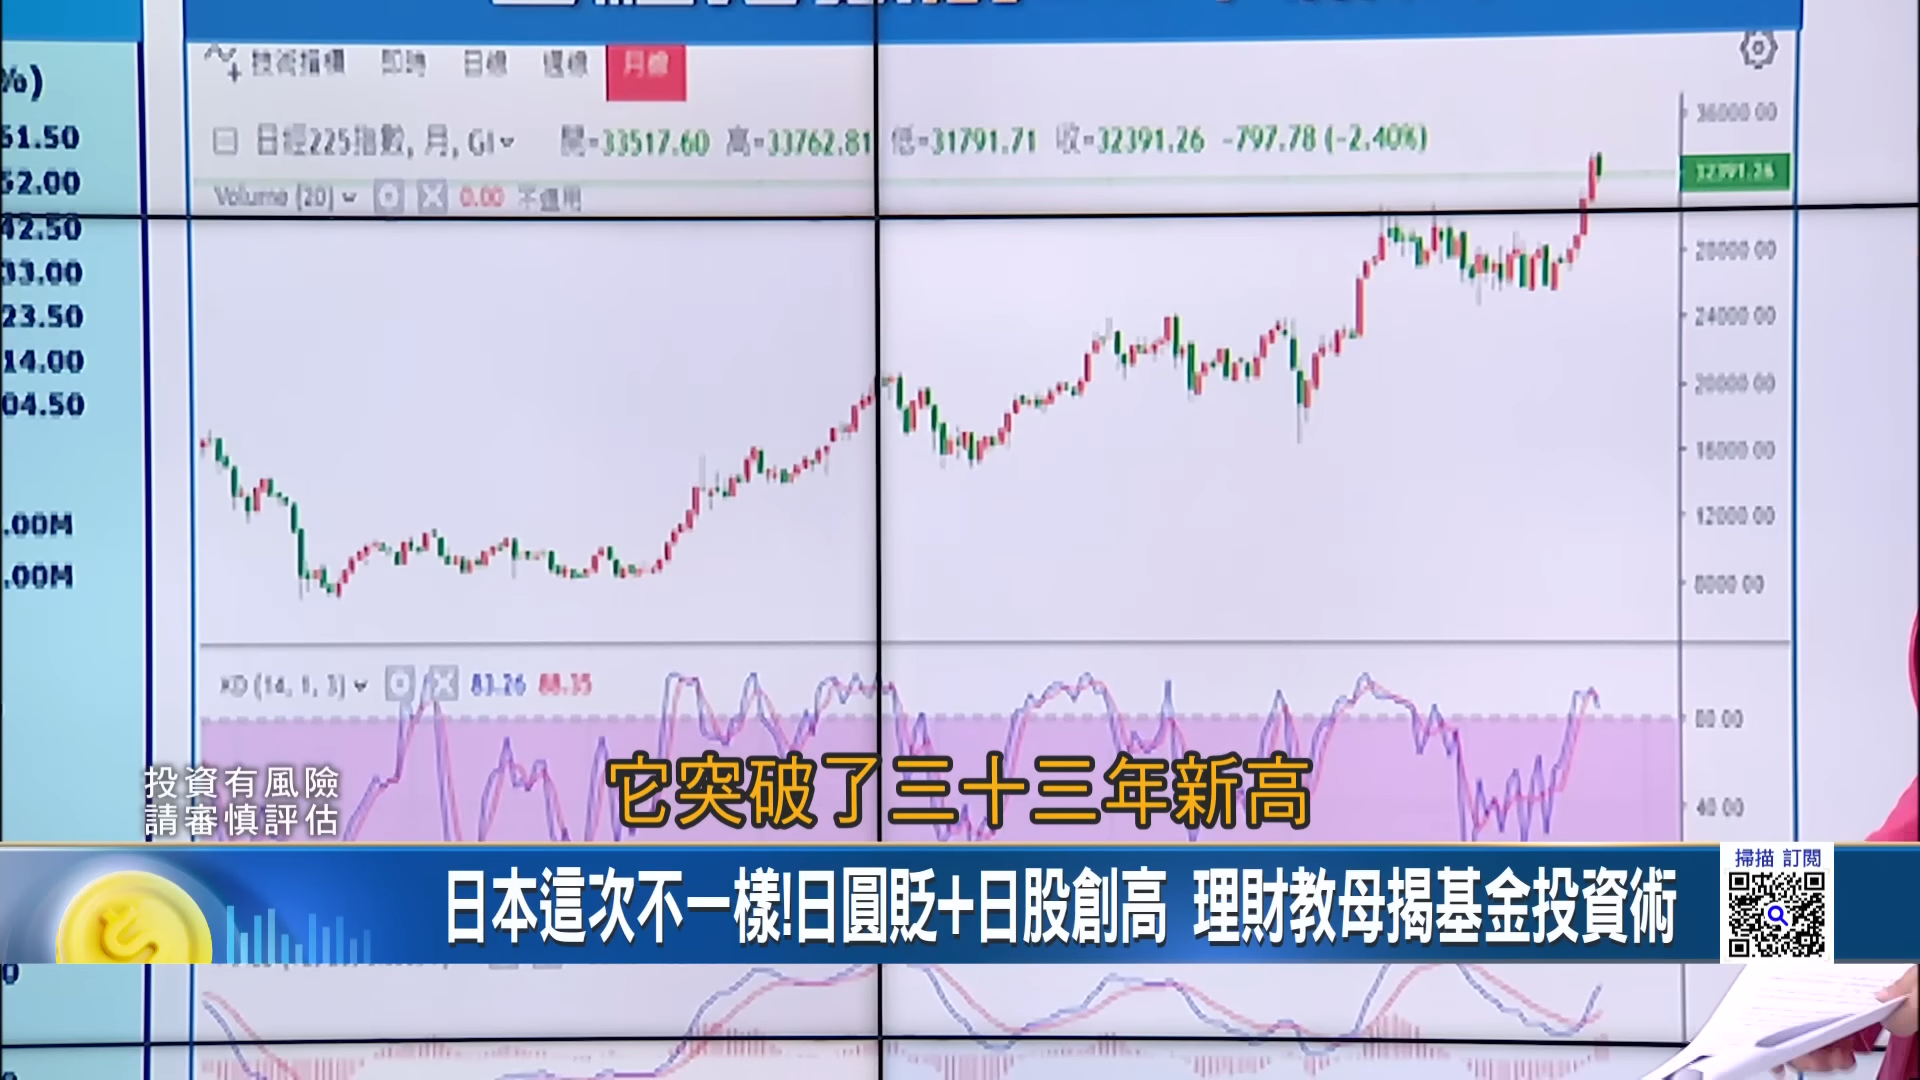 %)
51.50
52.00
42.50
33.00
23.50
14.00
04.50
.00M
.00M
技術指標 即時 日線 週線 月線
日經225指數, 月, GI 開=33517.60 高=33762.81 低=31791.71 收=32391.26 -797.78 (-2.40%)
Volume (20) 0.00 不適用
36000.00
32391.26
28000.00
24000.00
20000.00
16000.00
12000.00
8000.00
KD (14, 1, 3) 83.26 88.35
80.00
40.00
投資有風險
請審慎評估
它突破了三十三年新高
日本這次不一樣!日圓貶+日股創高 理財教母揭基金投資術
掃描 訂閱